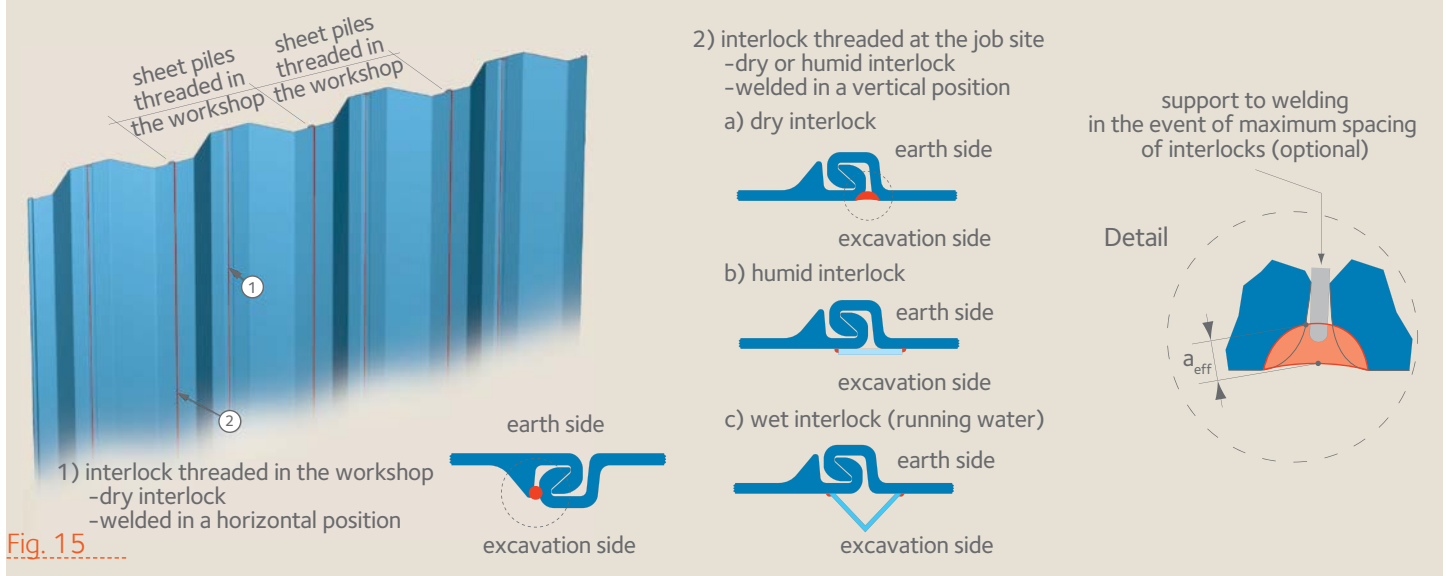 sheet piles
threaded in
the workshop
sheet piles
threaded in
the workshop
1
2
1) interlock threaded in the workshop
-dry interlock
-welded in a horizontal position
earth side
excavation side
Fig. 15
2) interlock threaded at the job site
-dry or humid interlock
-welded in a vertical position
a) dry interlock
earth side
excavation side
b) humid interlock
earth side
excavation side
c) wet interlock (running water)
earth side
excavation side
support to welding
in the event of maximum spacing
of interlocks (optional)
Detail
aeff